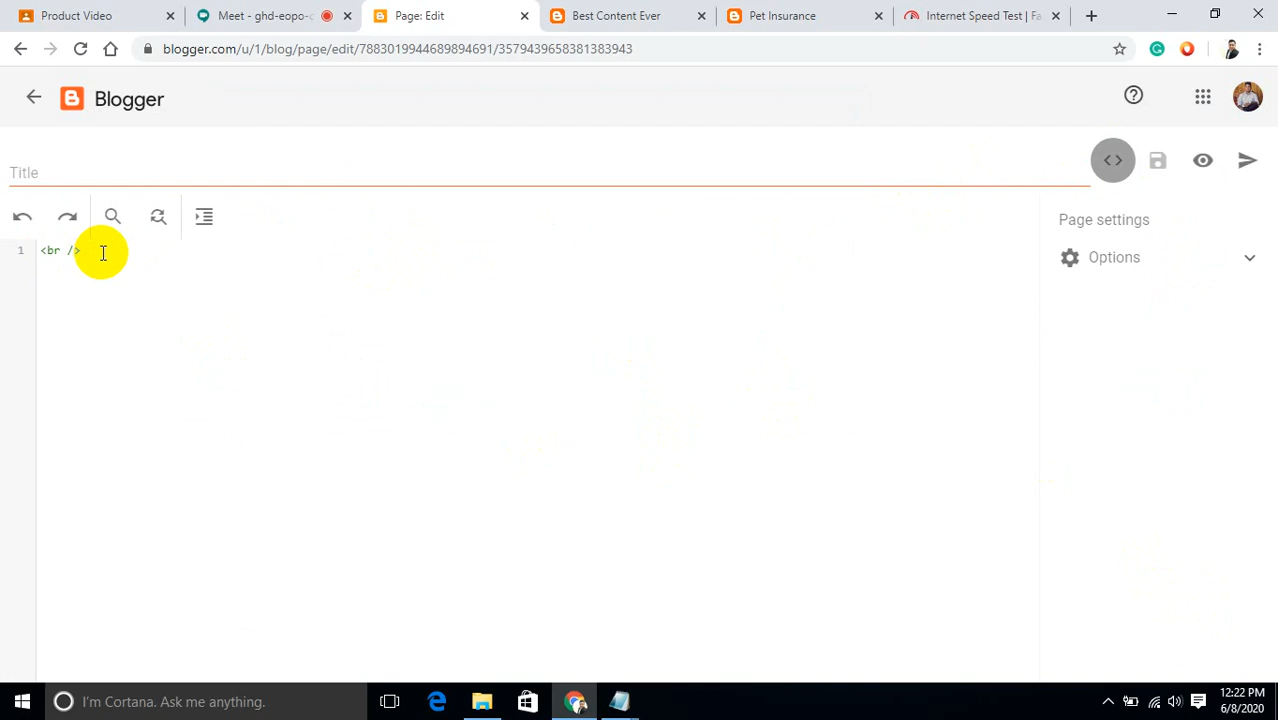 Product Video
Meet - ghd-eopo-c
Page: Edit
Best Content Ever
Pet Insurance
Internet Speed Test | Fa
blogger.com/u/1/blog/page/edit/7883019944689894691/3579439658381383943
Blogger
Title
Page settings
1 <br />
Options
I'm Cortana. Ask me anything.
12:22 PM
6/8/2020